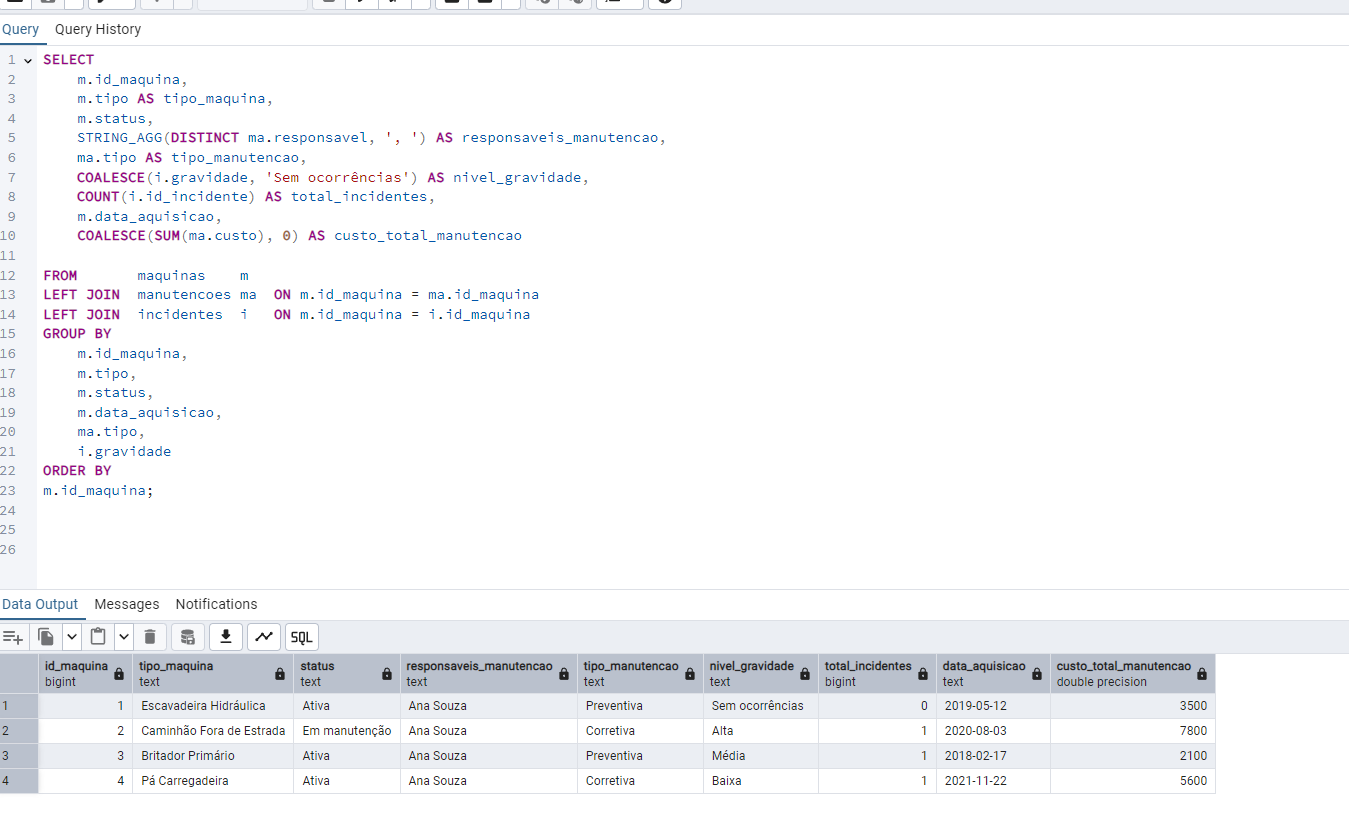 Query Query History
1 SELECT
2 m.id_maquina,
3 m.tipo AS tipo_maquina,
4 m.status,
5 STRING_AGG(DISTINCT ma.responsavel, ', ') AS responsaveis_manutencao,
6 ma.tipo AS tipo_manutencao,
7 COALESCE(i.gravidade, 'Sem ocorrências') AS nivel_gravidade,
8 COUNT(i.id_incidente) AS total_incidentes,
9 m.data_aquisicao,
10 COALESCE(SUM(ma.custo), 0) AS custo_total_manutencao
11
12 FROM maquinas m
13 LEFT JOIN manutencoes ma ON m.id_maquina = ma.id_maquina
14 LEFT JOIN incidentes i ON m.id_maquina = i.id_maquina
15 GROUP BY
16 m.id_maquina,
17 m.tipo,
18 m.status,
19 m.data_aquisicao,
20 ma.tipo,
21 i.gravidade
22 ORDER BY
23 m.id_maquina;
24
25
26
Data Output Messages Notifications
SQL
id_maquina tipo_maquina status responsaveis_manutencao tipo_manutencao nivel_gravidade total_incidentes data_aquisicao custo_total_manutencao
bigint text text text text text bigint text double precision
1 1 Escavadeira Hidráulica Ativa Ana Souza Preventiva Sem ocorrências 0 2019-05-12 3500
2 2 Caminhão Fora de Estrada Em manutenção Ana Souza Corretiva Alta 1 2020-08-03 7800
3 3 Britador Primário Ativa Ana Souza Preventiva Média 1 2018-02-17 2100
4 4 Pá Carregadeira Ativa Ana Souza Corretiva Baixa 1 2021-11-22 5600